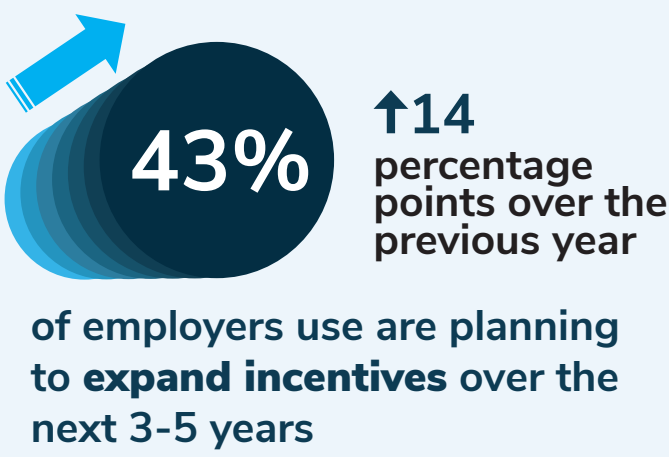 43%
↑14
percentage
points over the
previous year
of employers use are planning
to expand incentives over the
next 3-5 years